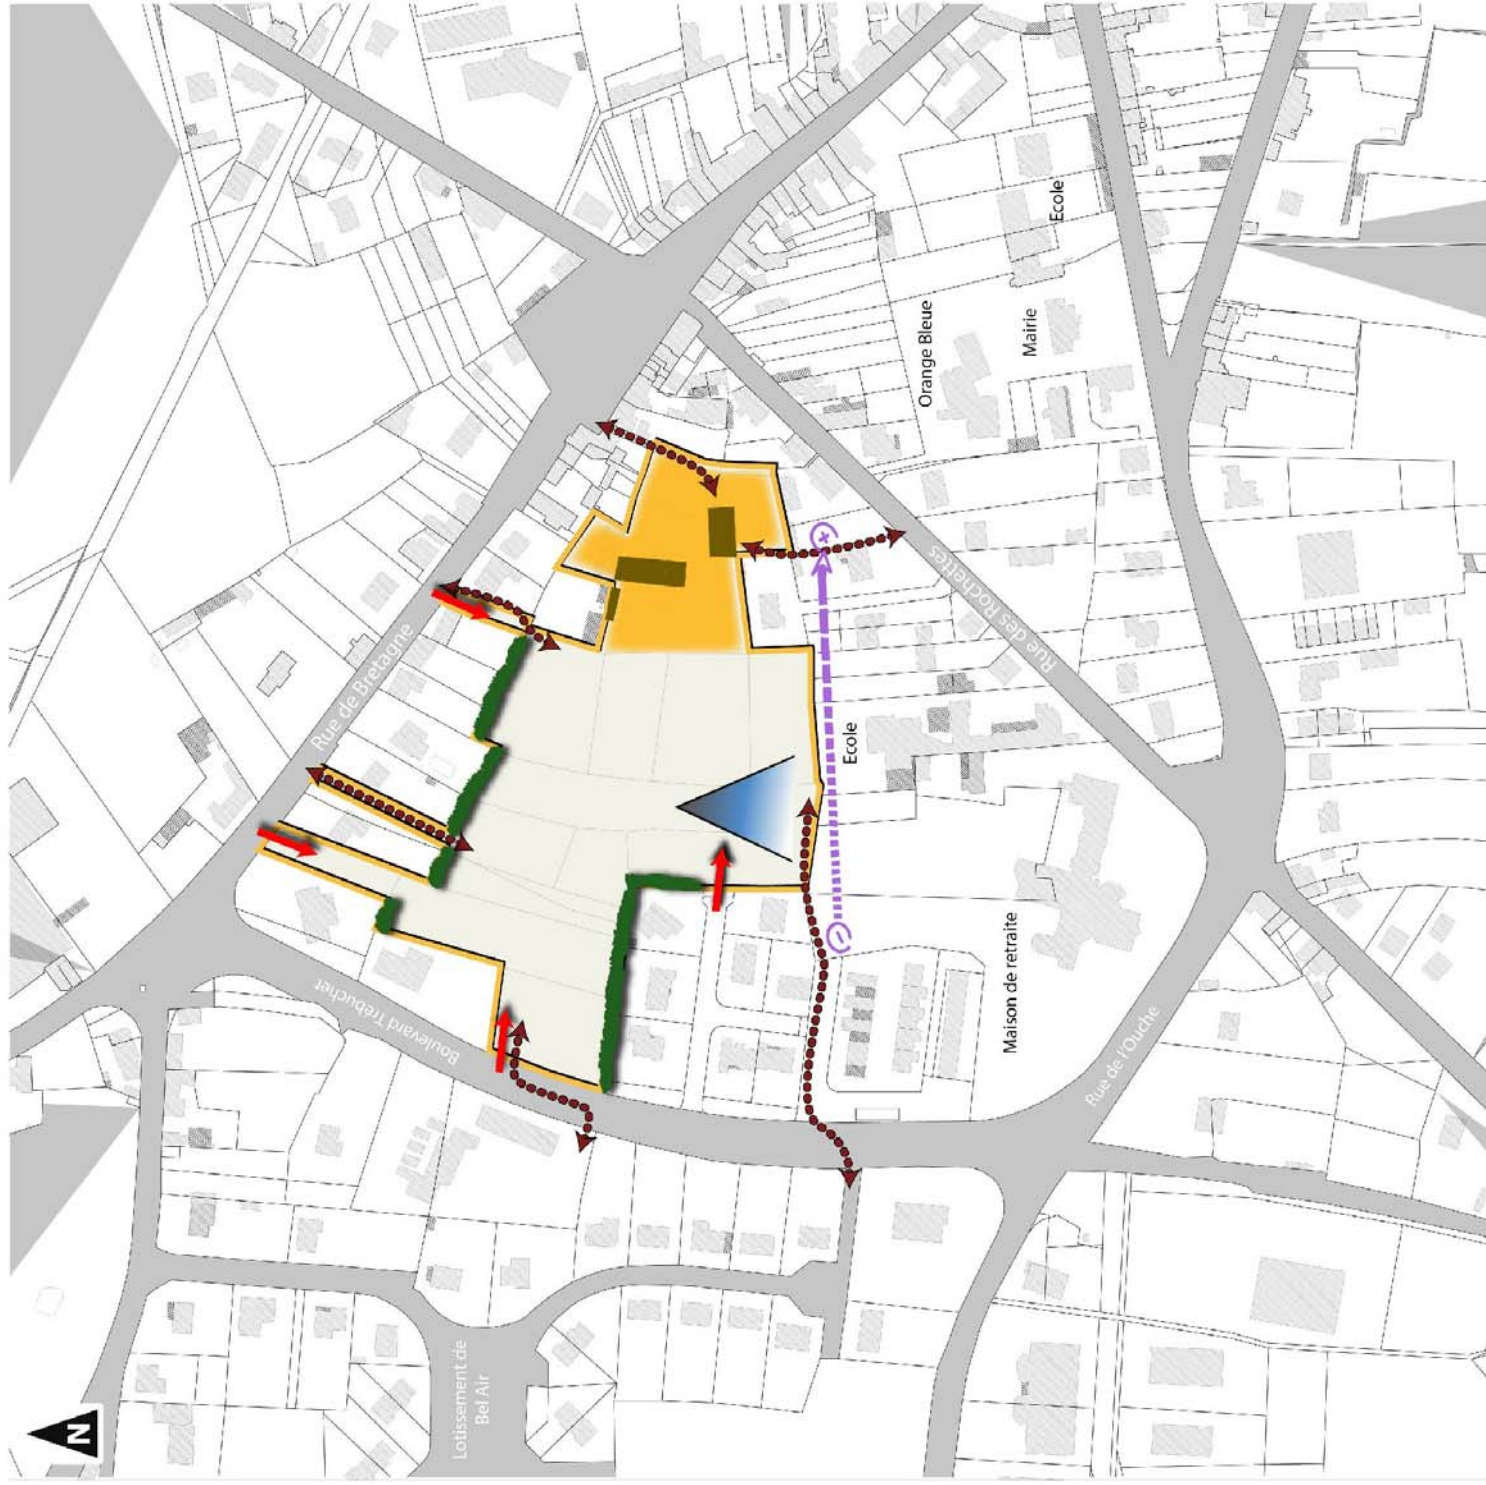 N
Lotissement de
Bel Air
Boulevard Trébuchet
Rue de Bretagne
Rue des Rochettes
Rue de l'Ouche
Maison de retraite
Ecole
Orange Bleue
Mairie
Ecole
+
-